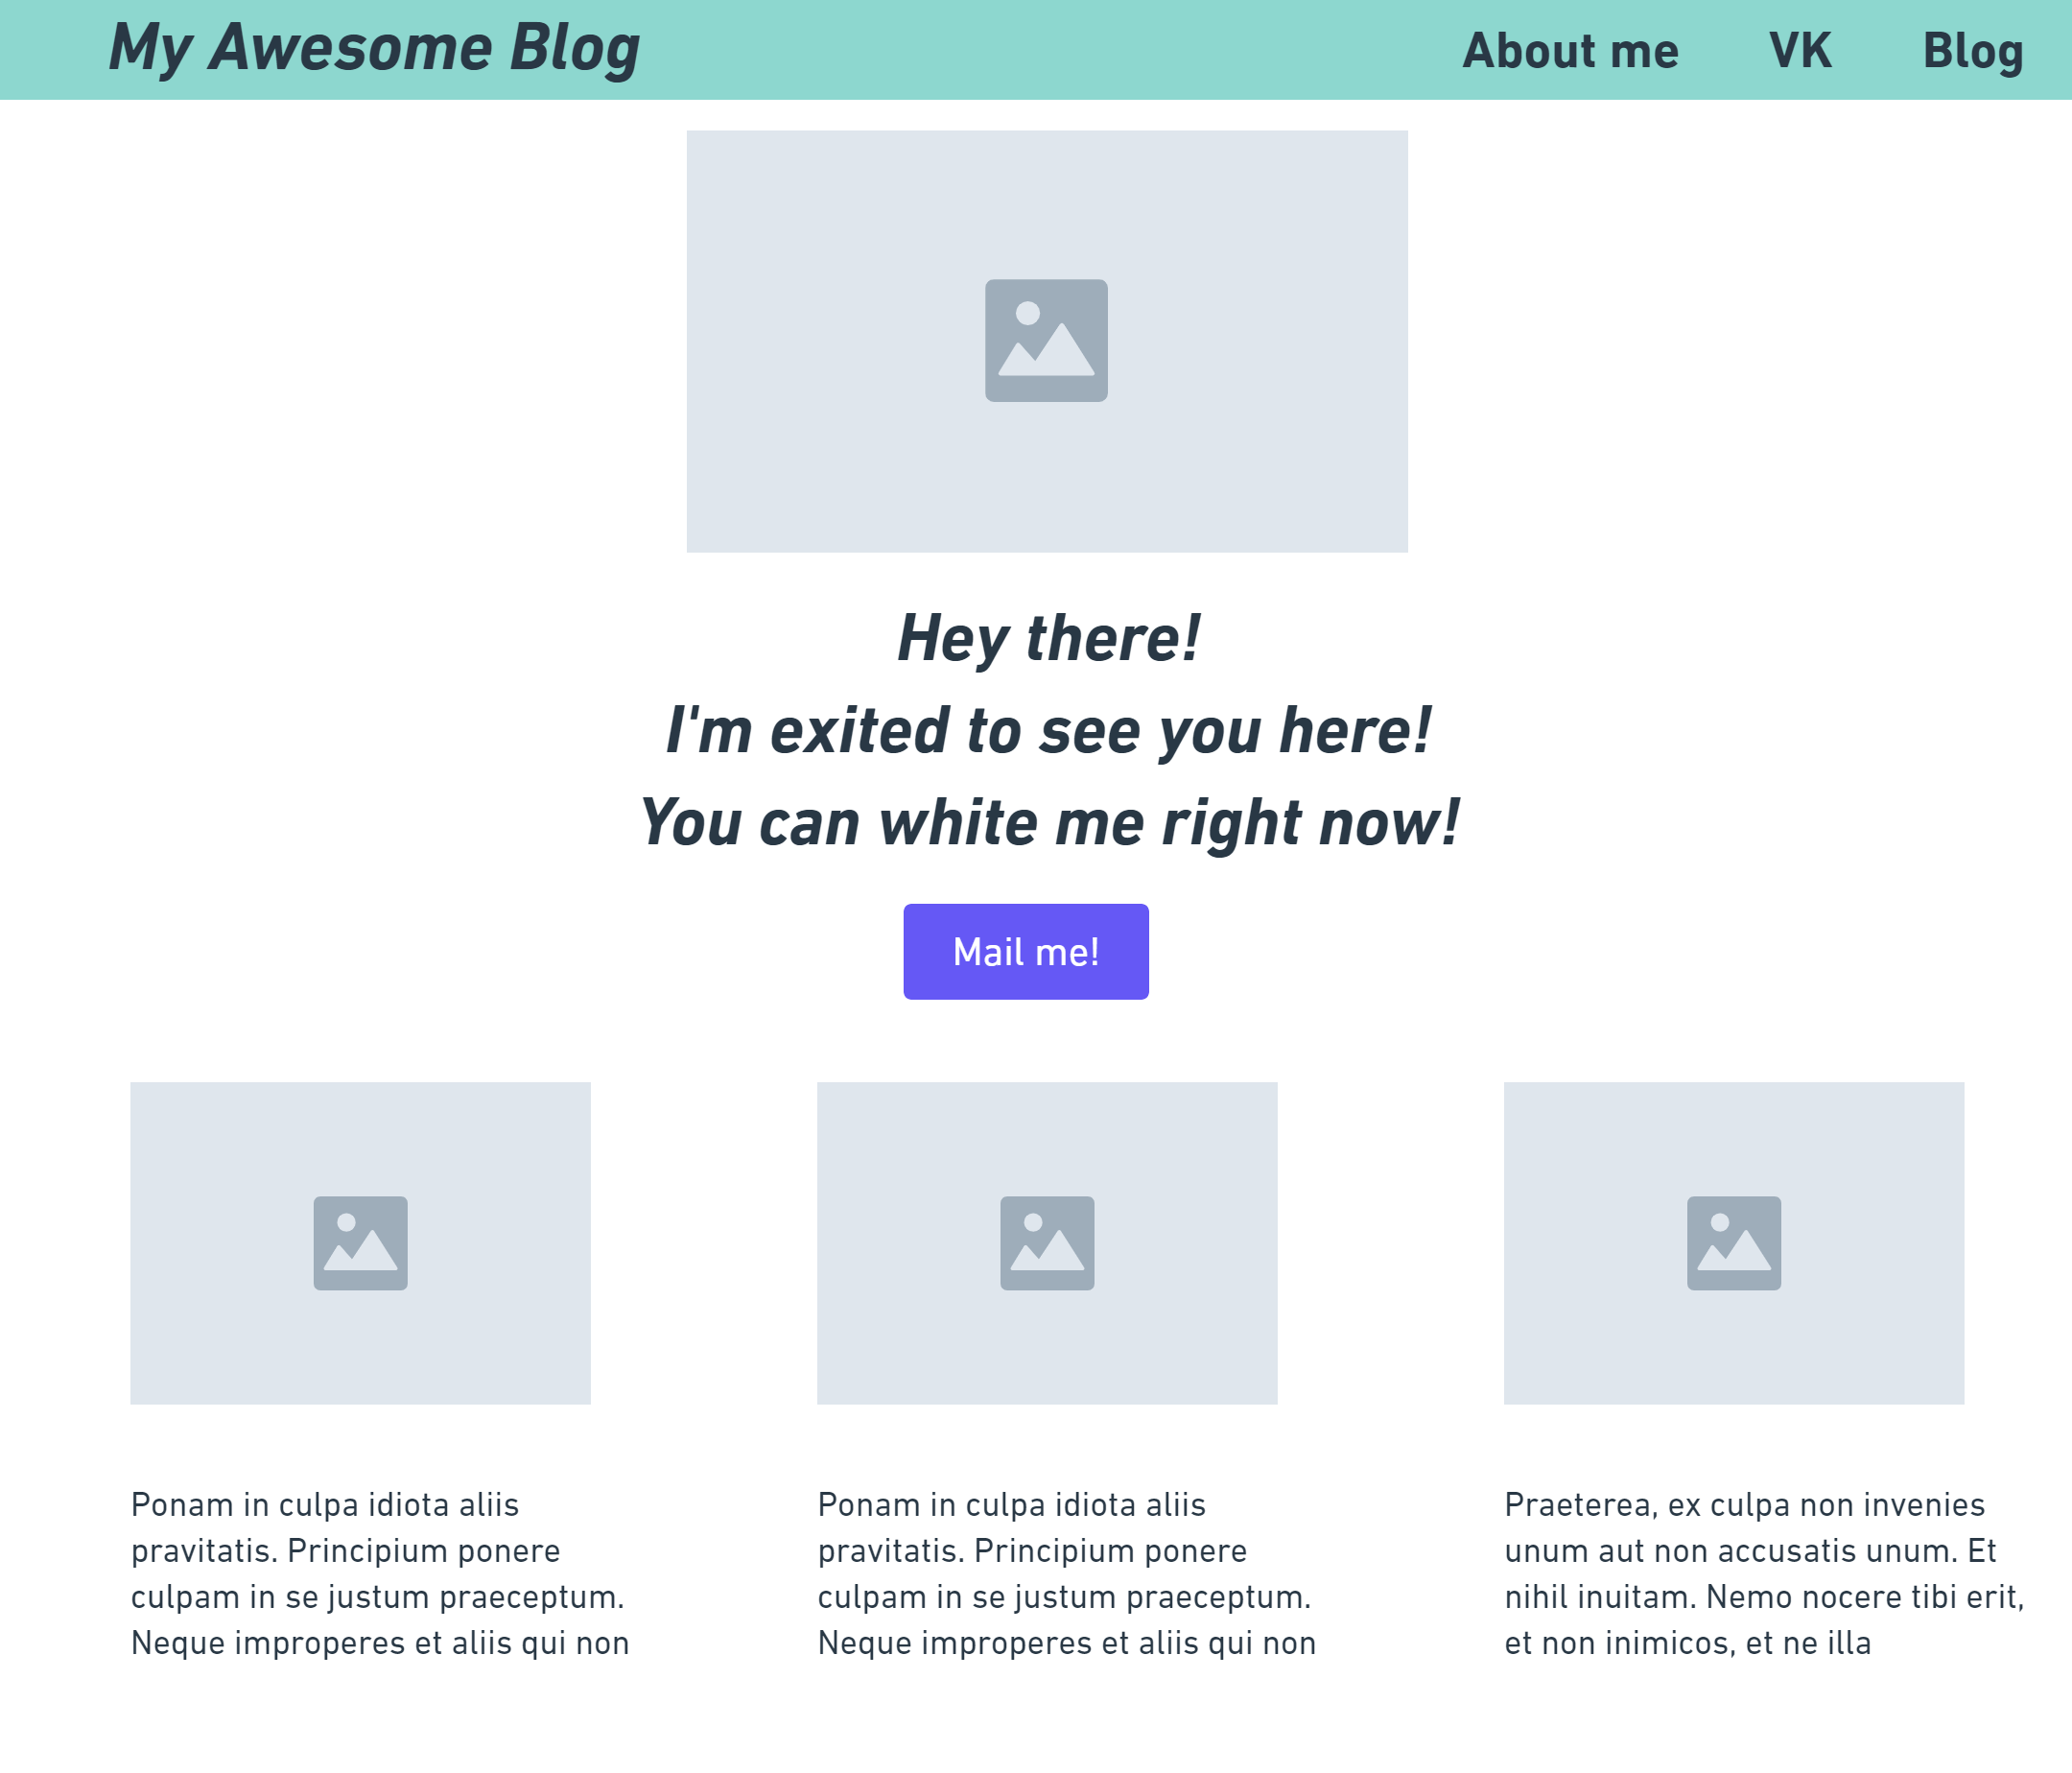 My Awesome Blog
About me
VK
Blog
Hey there!
I'm exited to see you here!
You can white me right now!
Mail me!
Ponam in culpa idiota aliis
pravitatis. Principium ponere
culpam in se justum praeceptum.
Neque improperes et aliis qui non
Ponam in culpa idiota aliis
pravitatis. Principium ponere
culpam in se justum praeceptum.
Neque improperes et aliis qui non
Praeterea, ex culpa non invenies
unum aut non accusatis unum. Et
nihil inuitam. Nemo nocere tibi erit,
et non inimicos, et ne illa